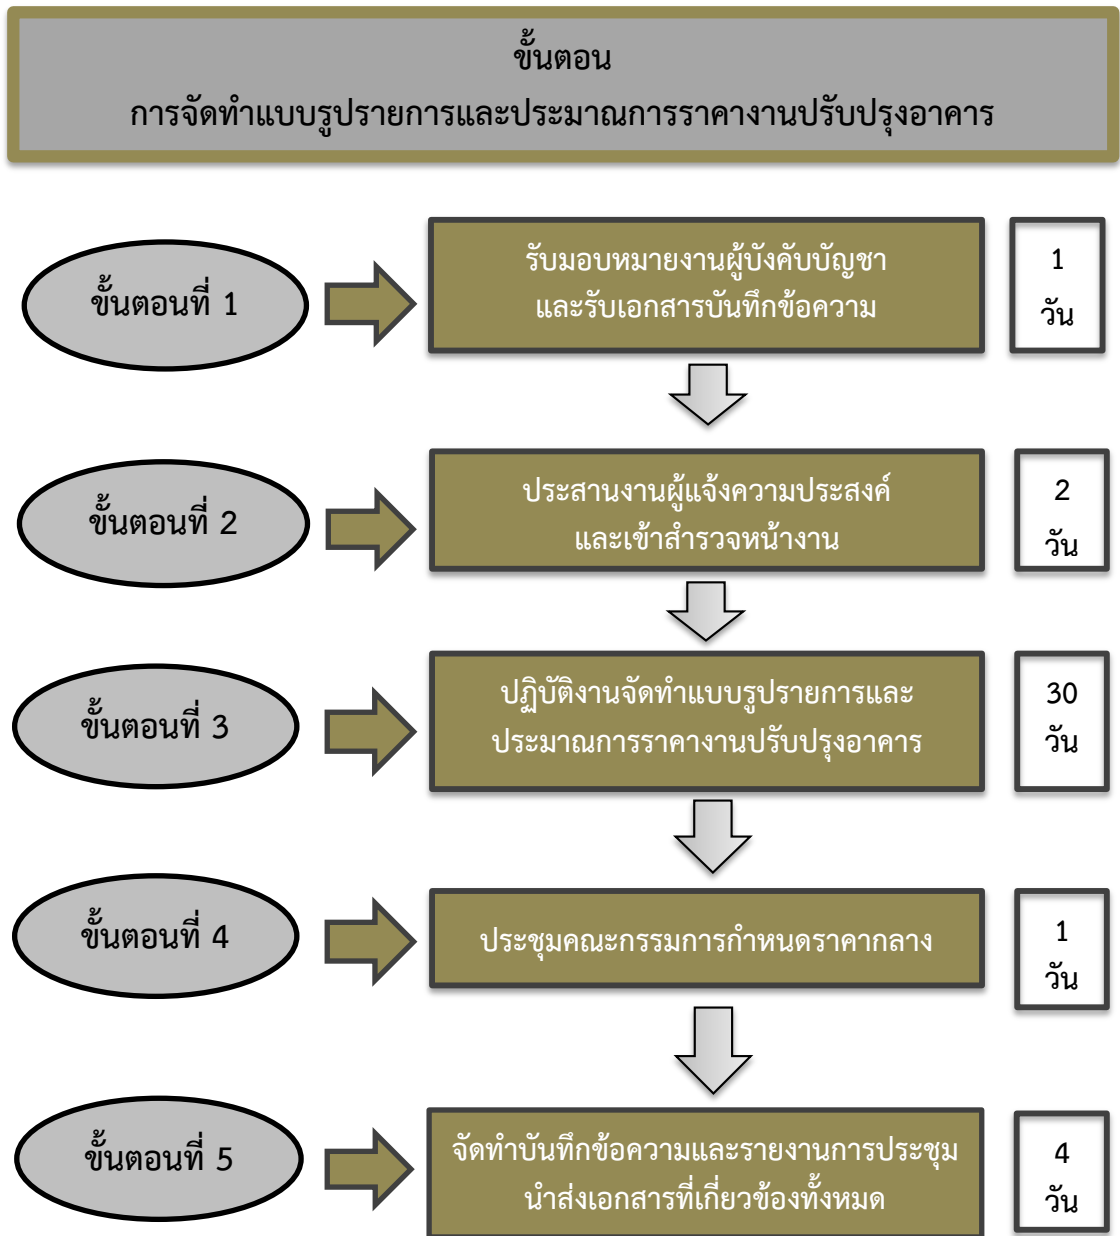 ขั้นตอน
การจัดทำแบบรูปรายการและประมาณการราคางานปรับปรุงอาคาร
ขั้นตอนที่ 1
รับมอบหมายงานผู้บังคับบัญชา
และรับเอกสารบันทึกข้อความ
1
วัน
ขั้นตอนที่ 2
ประสานงานผู้แจ้งความประสงค์
และเข้าสำรวจหน้างาน
2
วัน
ขั้นตอนที่ 3
ปฏิบัติงานจัดทำแบบรูปรายการและ
ประมาณการราคางานปรับปรุงอาคาร
30
วัน
ขั้นตอนที่ 4
ประชุมคณะกรรมการกำหนดราคากลาง
1
วัน
ขั้นตอนที่ 5
จัดทำบันทึกข้อความและรายงานการประชุม
นำส่งเอกสารที่เกี่ยวข้องทั้งหมด
4
วัน